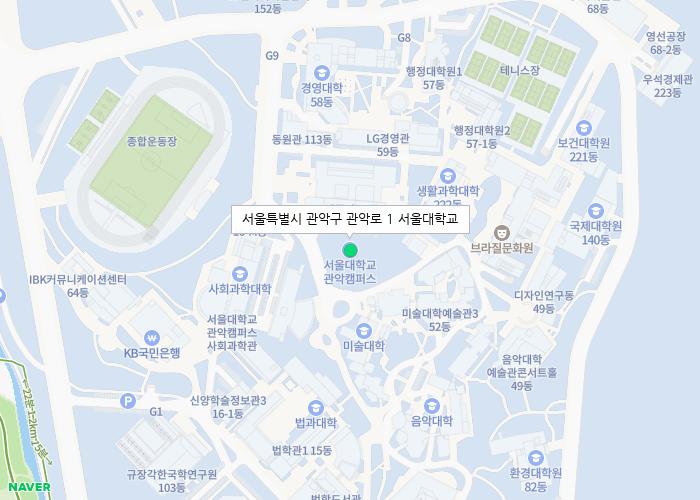 152동
68동
G8
영선공장
68-2동
G9
행정대학원1
57동
테니스장
우석경제관
223동
경영대학
58동
종합운동장
동원관 113동
LG경영관
59동
행정대학원2
57-1동
보건대학원
221동
생활과학대학
222동
서울특별시 관악구 관악로 1 서울대학교
국제대학원
140동
브라질문화원
서울대학교
관악캠퍼스
IBK커뮤니케이션센터
64동
사회과학대학
디자인연구동
49동
서울대학교
관악캠퍼스
사회과학관
미술대학예술관3
52동
KB국민은행
미술대학
음악대학
예술관콘서트홀
49동
P
G1
신양학술정보관3
16-1동
법과대학
음악대학
22분
1.2km
15분
법학관1 15동
규장각한국학연구원
103동
환경대학원
82동
NAVER
법학도서관